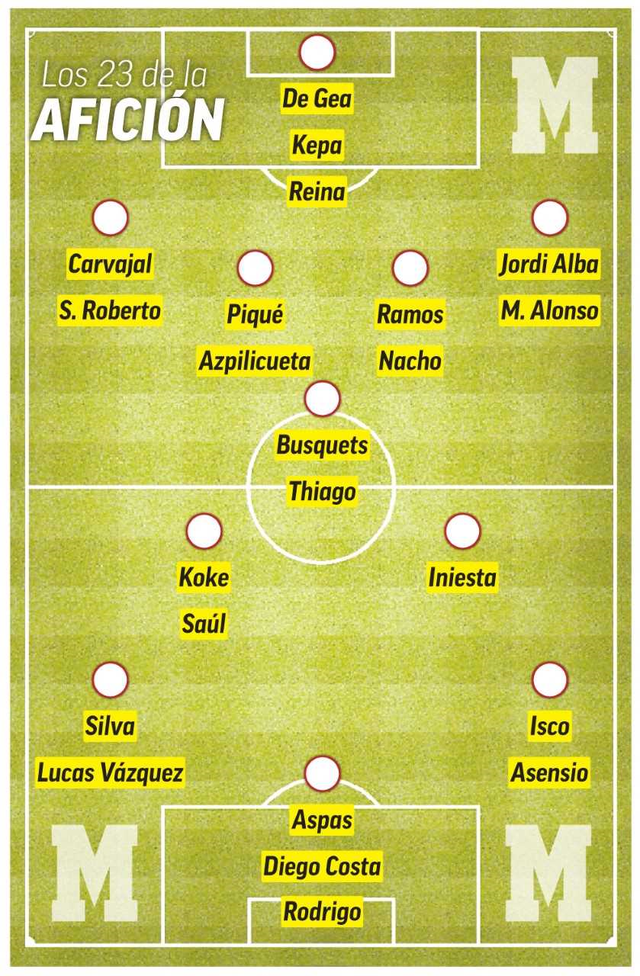 Los 23 de la
AFICIÓN
M
De Gea
Kepa
Reina
Carvajal
S. Roberto
Piqué
Azpilicueta
Ramos
Nacho
Jordi Alba
M. Alonso
Busquets
Thiago
Koke
Saúl
Iniesta
Silva
Lucas Vázquez
Isco
Asensio
Aspas
Diego Costa
Rodrigo
M
M